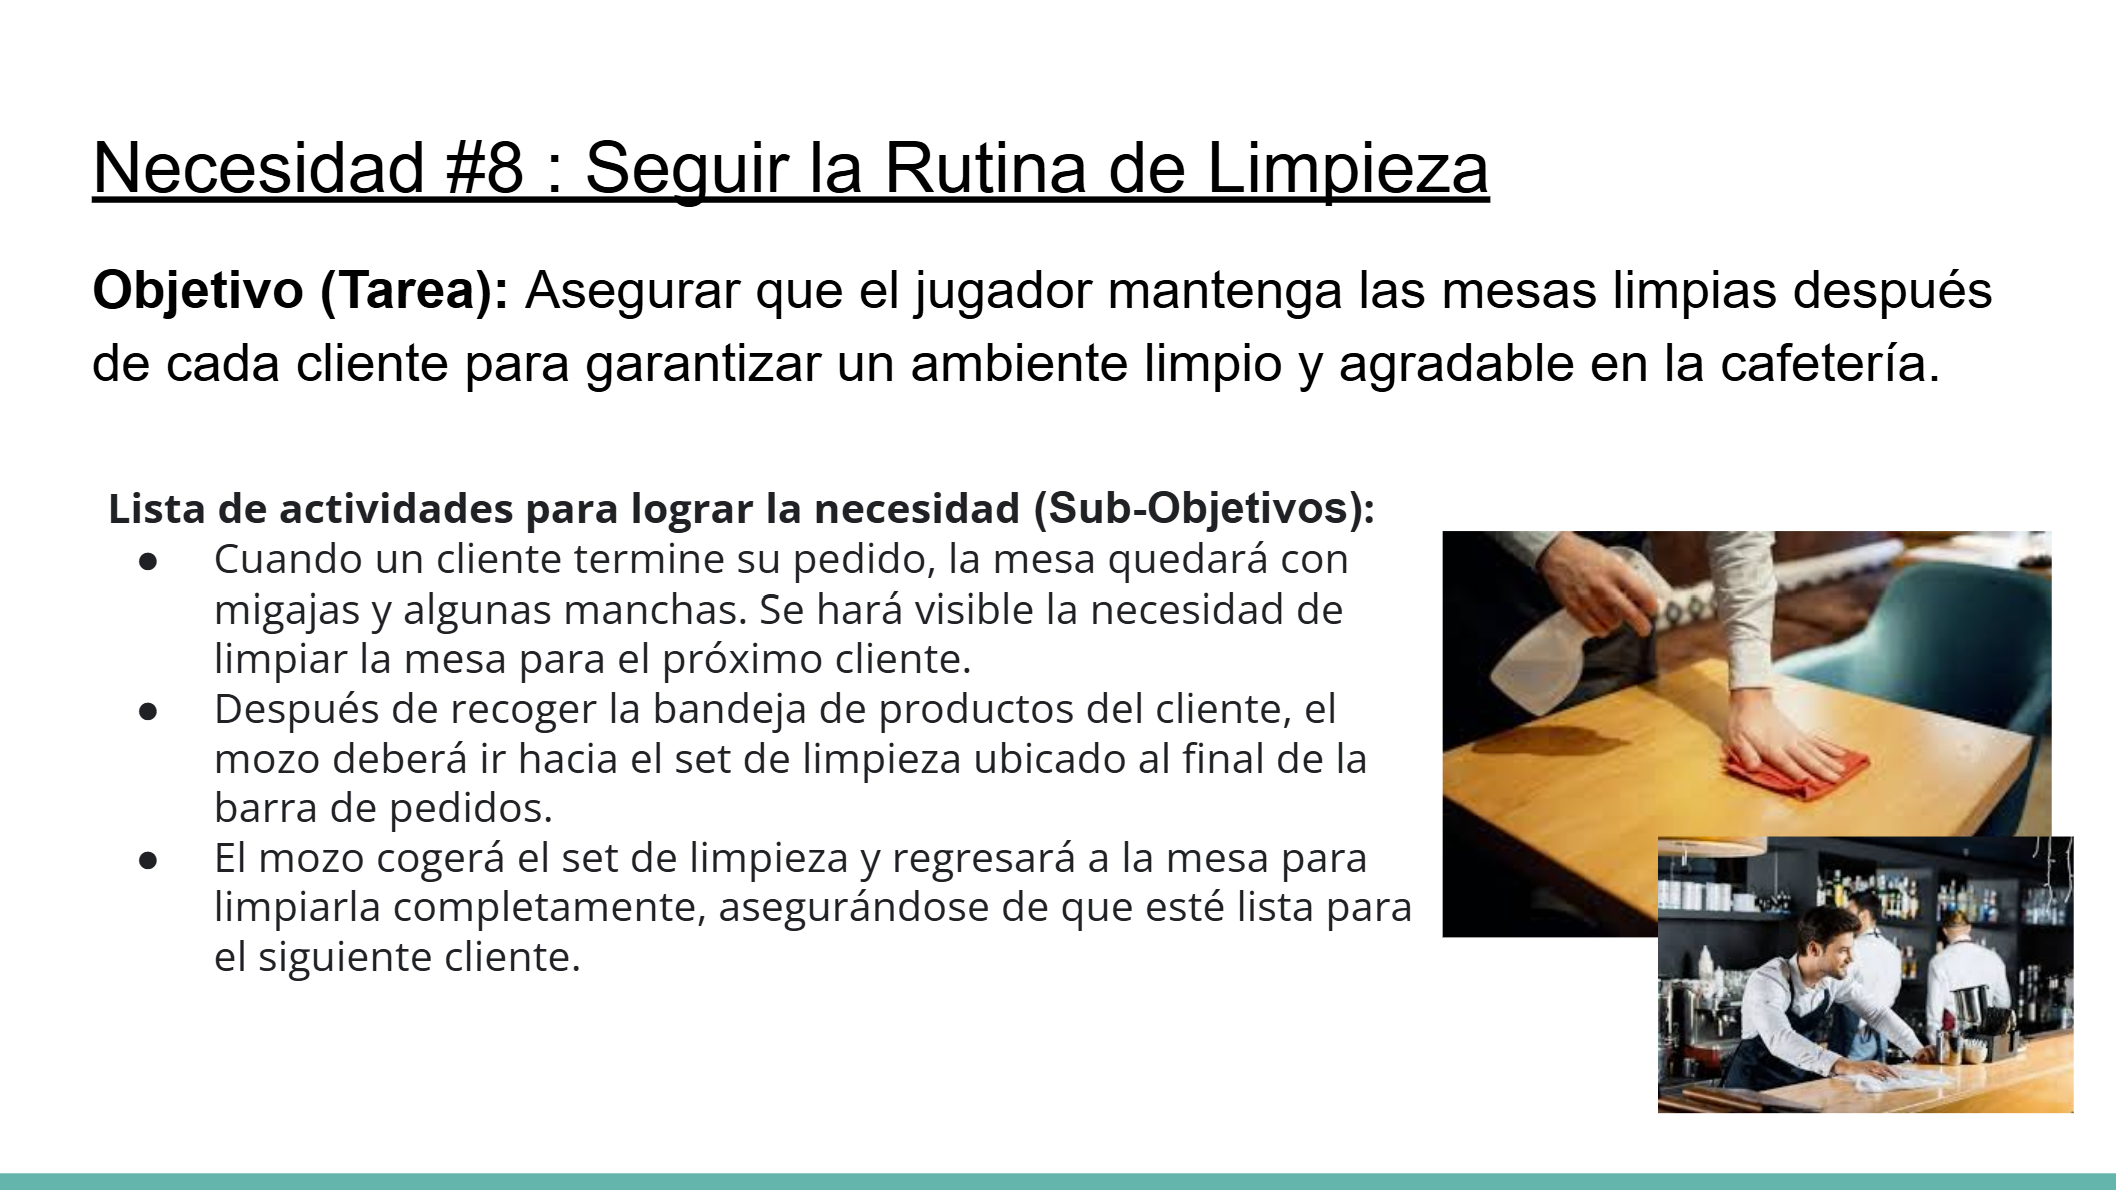 Necesidad #8 : Seguir la Rutina de Limpieza
Objetivo (Tarea): Asegurar que el jugador mantenga las mesas limpias después
de cada cliente para garantizar un ambiente limpio y agradable en la cafetería.
Lista de actividades para lograr la necesidad (Sub-Objetivos):
● Cuando un cliente termine su pedido, la mesa quedará con
migajas y algunas manchas. Se hará visible la necesidad de
limpiar la mesa para el próximo cliente.
● Después de recoger la bandeja de productos del cliente, el
mozo deberá ir hacia el set de limpieza ubicado al final de la
barra de pedidos.
● El mozo cogerá el set de limpieza y regresará a la mesa para
limpiarla completamente, asegurándose de que esté lista para
el siguiente cliente.